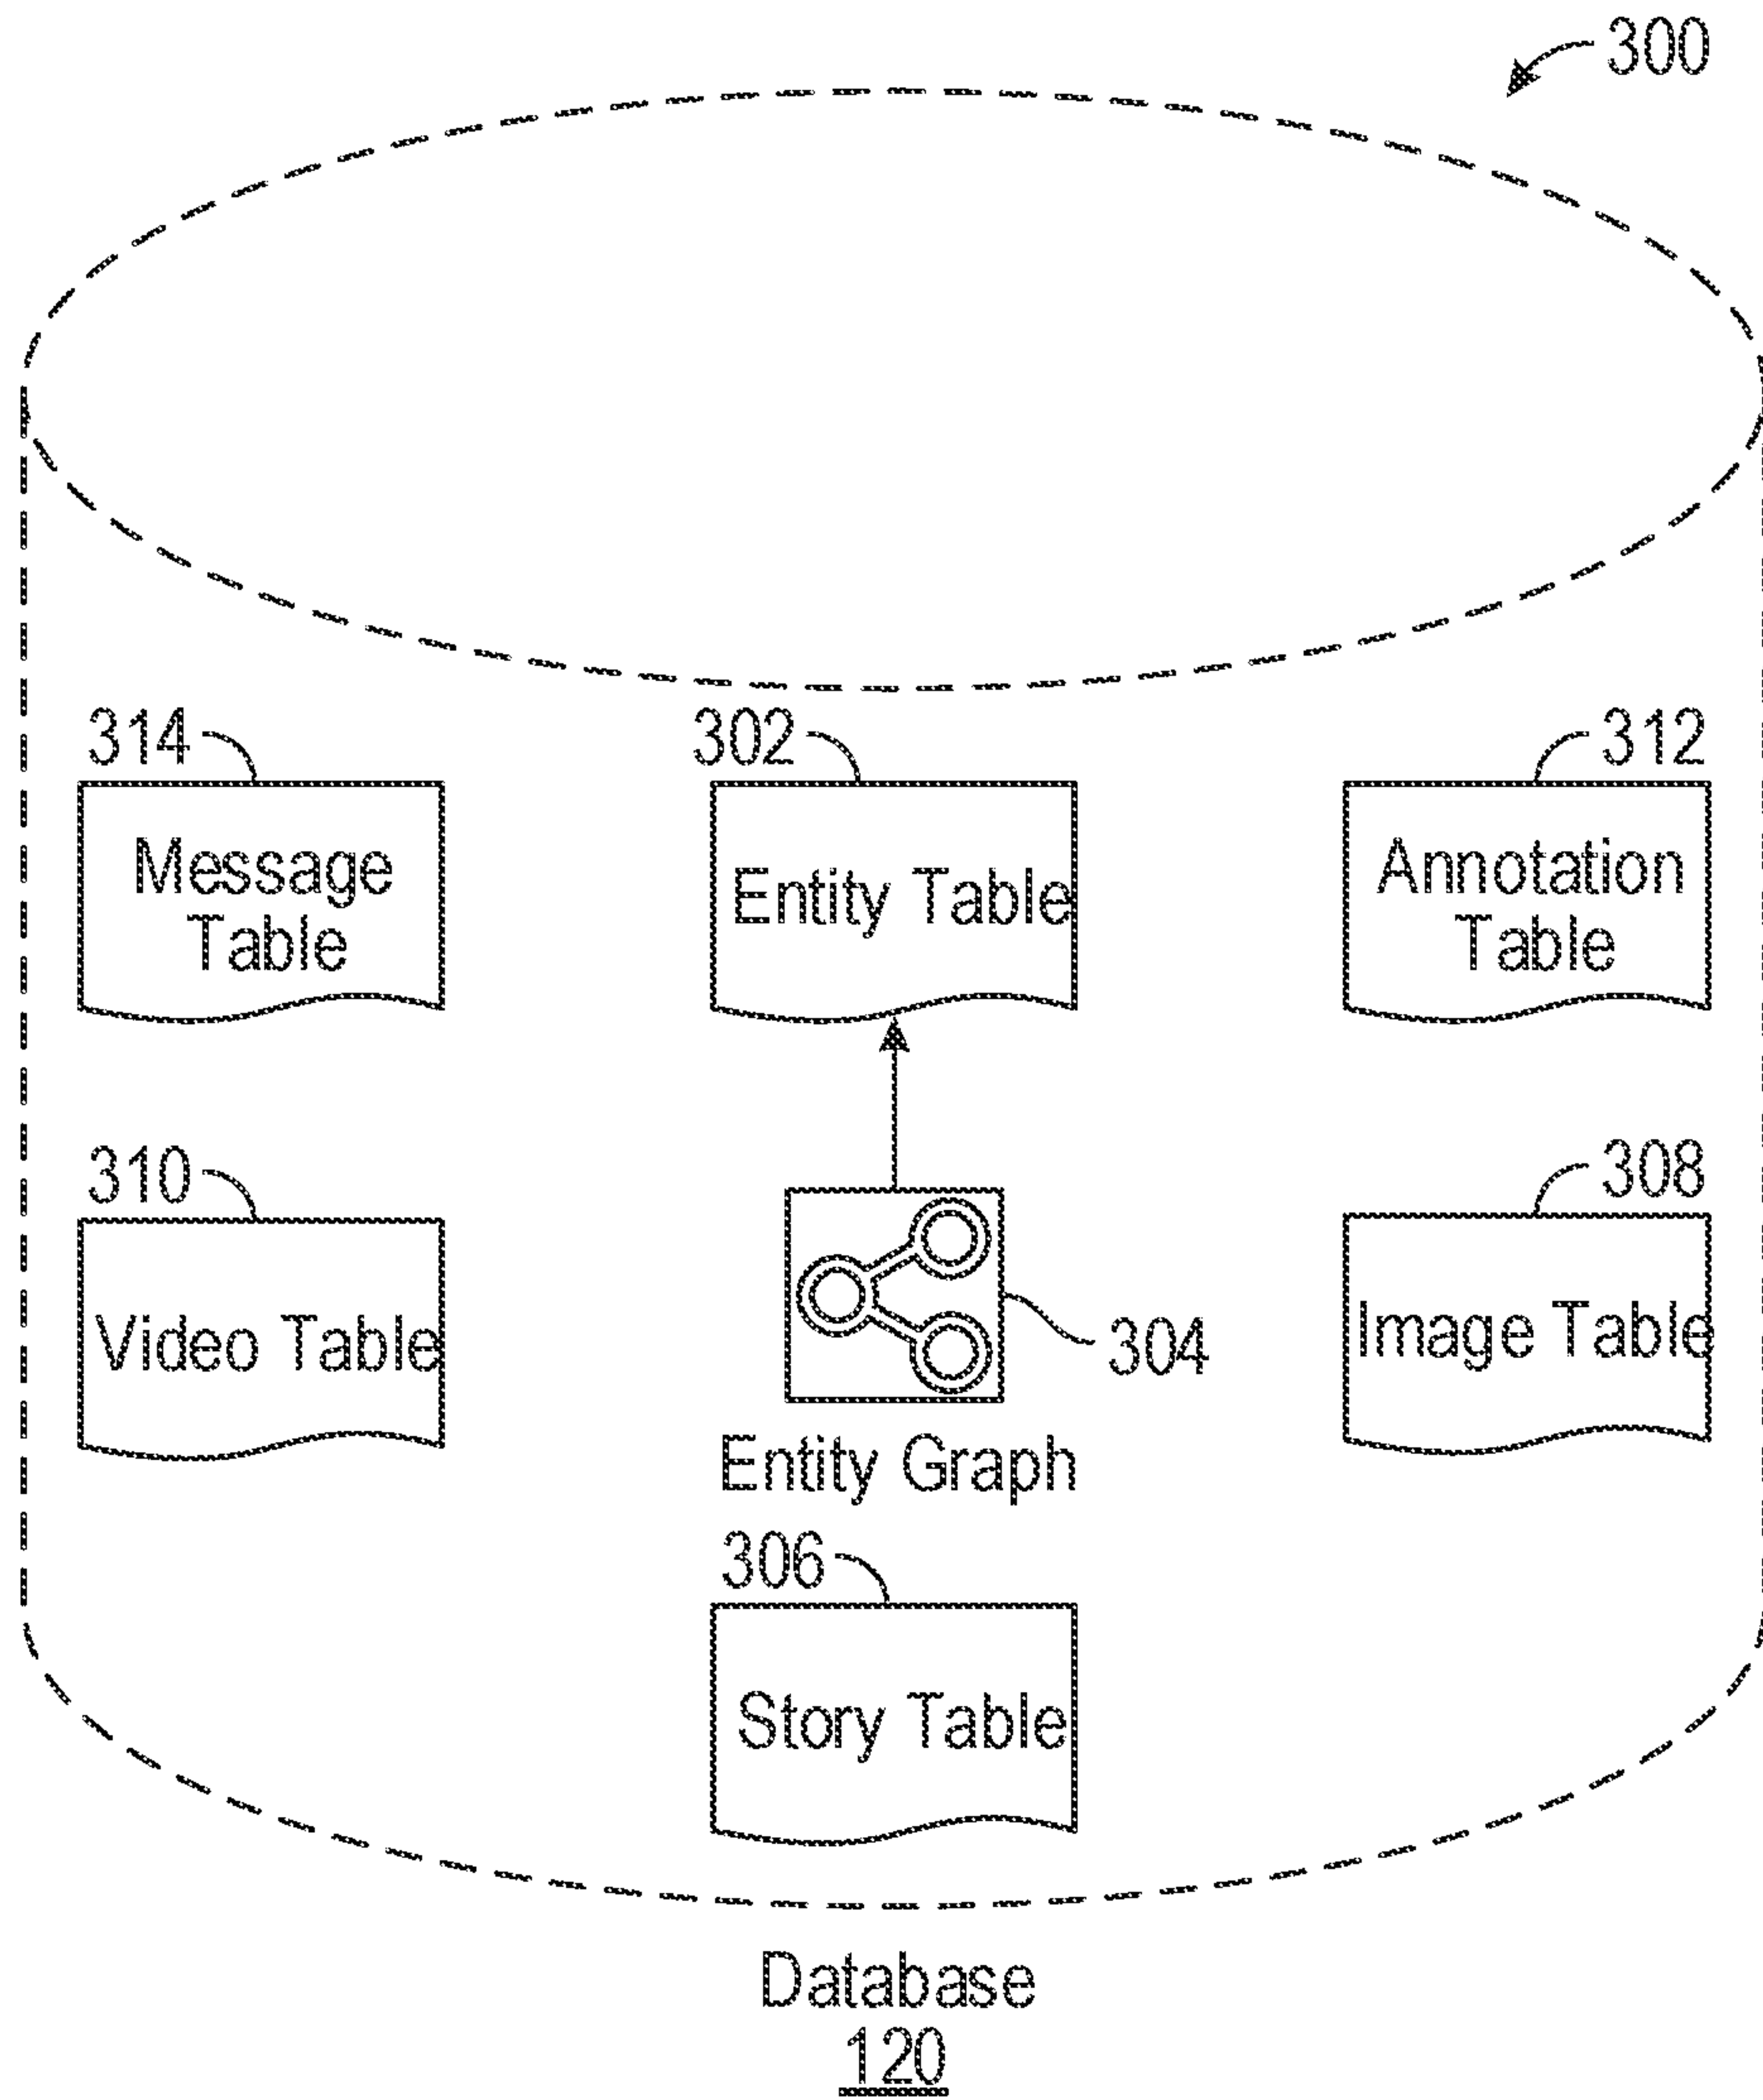 300
314
302
312
Message
Table
Entity Table
Annotation
Table
310
308
Video Table
304
Image Table
Entity Graph
306
Story Table
Database
120